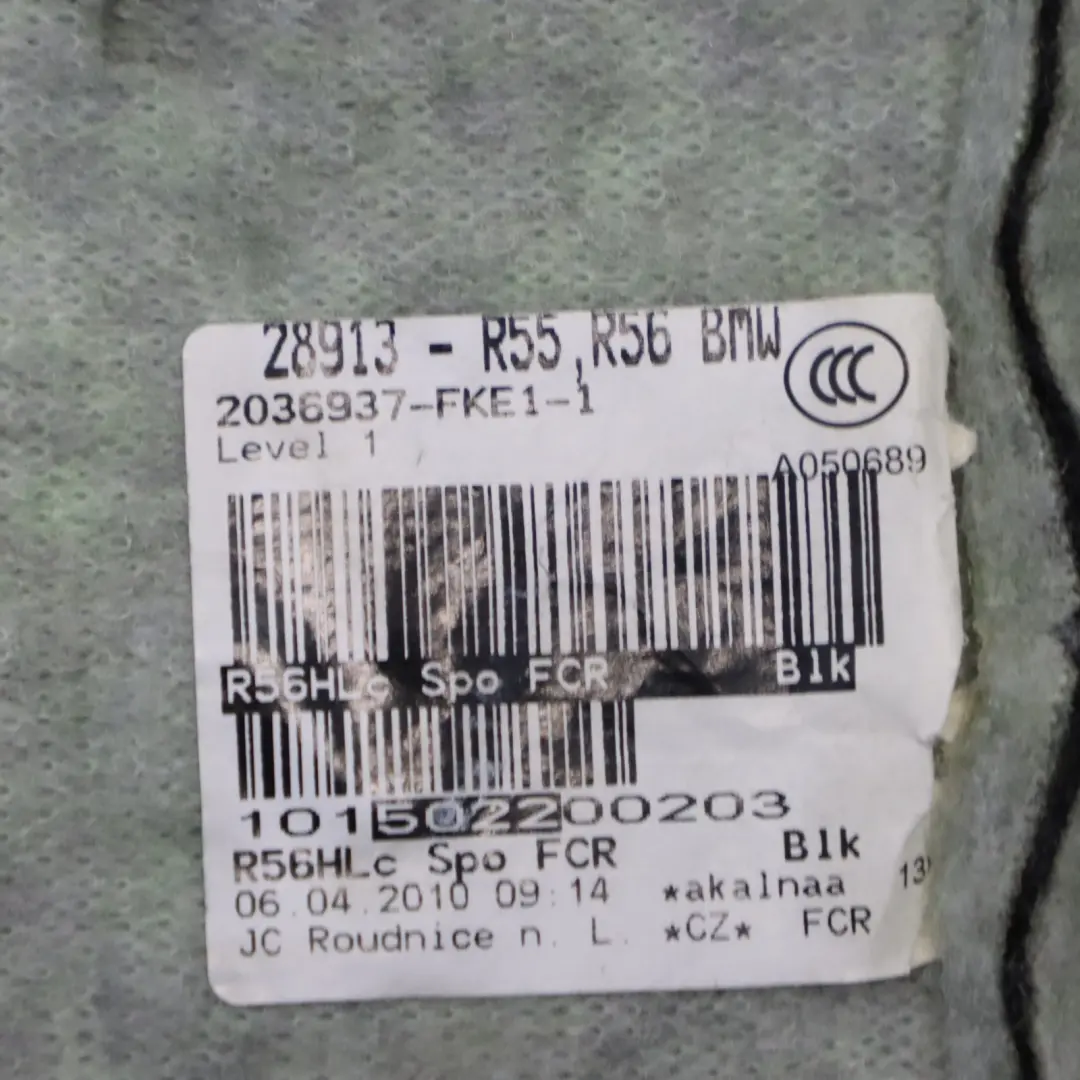 28913 - R55,R56 BMW
CCC
2036937-FKE1-1
Level 1
A050689
R56HLc Spo FCR Blk
101502200203
R56HLc Spo FCR Blk
06.04.2010 09:14 *akalnaa
JC Roudnice n. L. *CZ* FCR